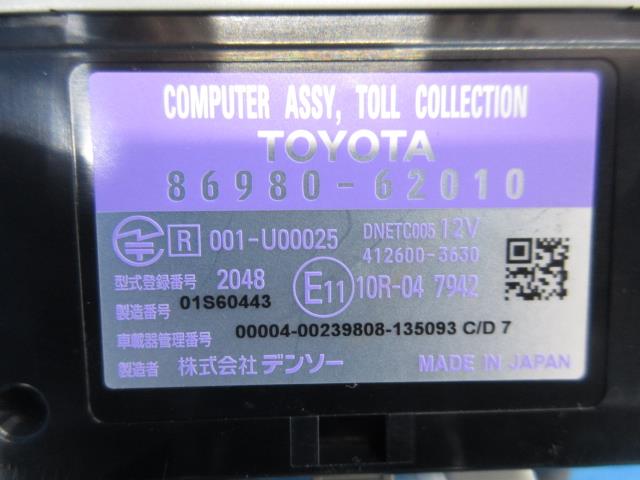 COMPUTER ASSY, TOLL COLLECTION
TOYOTA
86980-62010
R 001-U00025 DNETC005 12V
412600-3630
型式登録番号 2048 E11 10R-04 7942
製造番号 01S60443
車載器管理番号 00004-00239808-135093 C/D 7
製造者 株式会社 デンソー MADE IN JAPAN